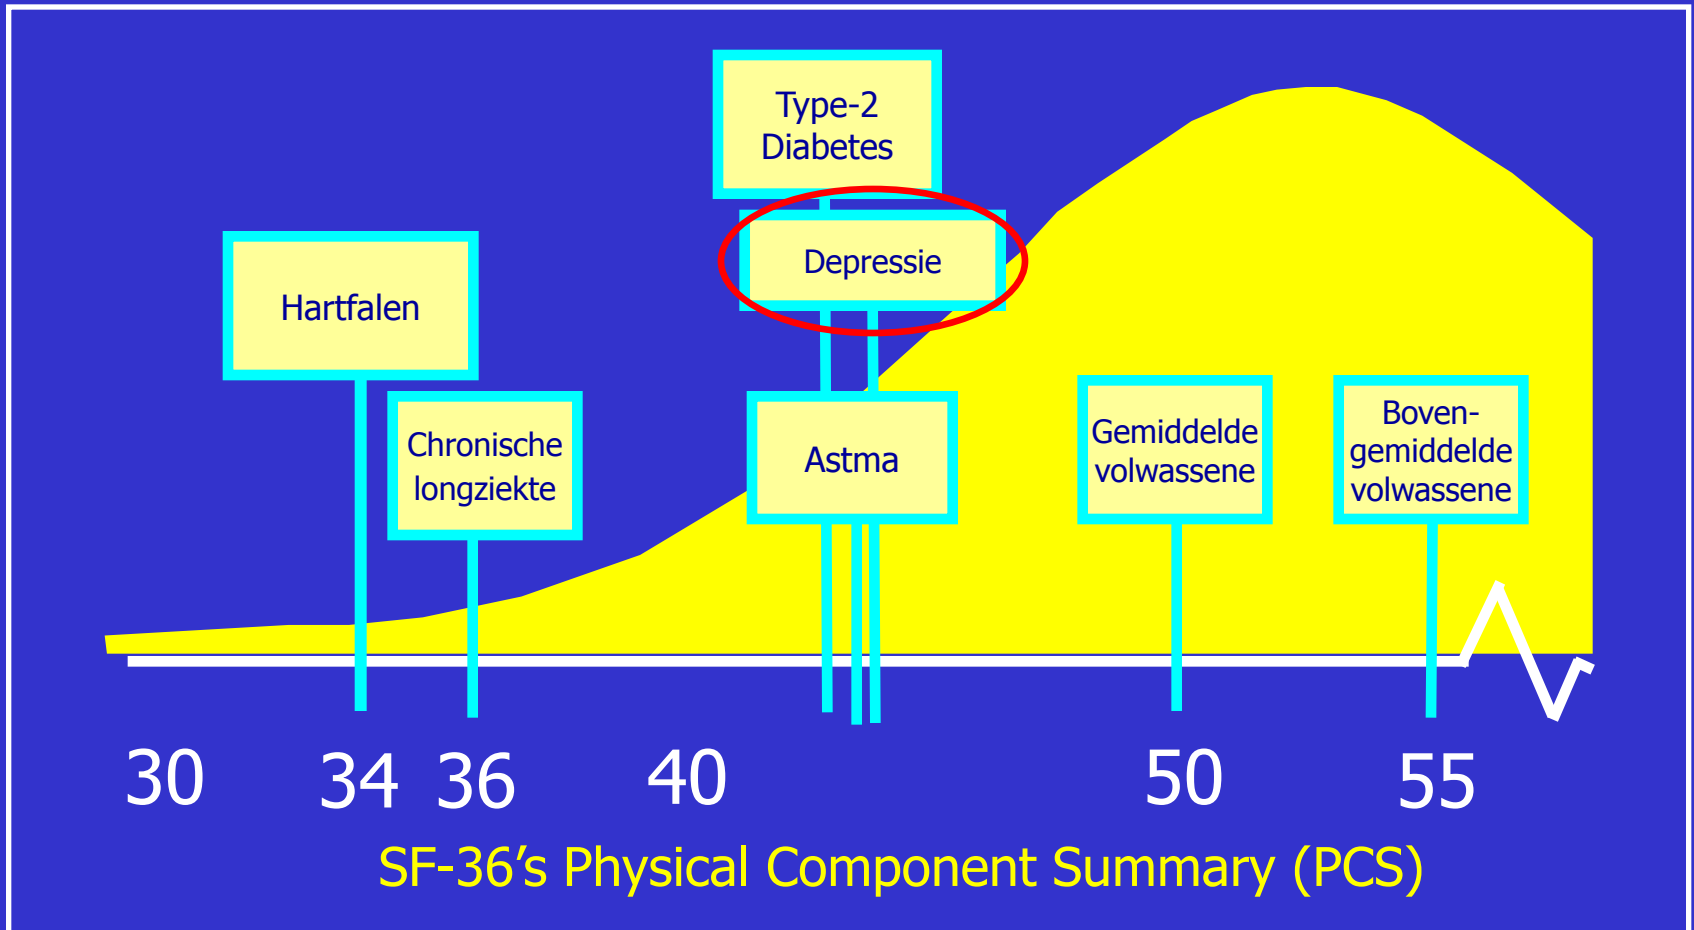 Type-2
Diabetes
Depressie
Hartfalen
Chronische
longziekte
Astma
Gemiddelde
volwassene
Boven-
gemiddelde
volwassene
30 34 36 40 50 55
SF-36’s Physical Component Summary (PCS)